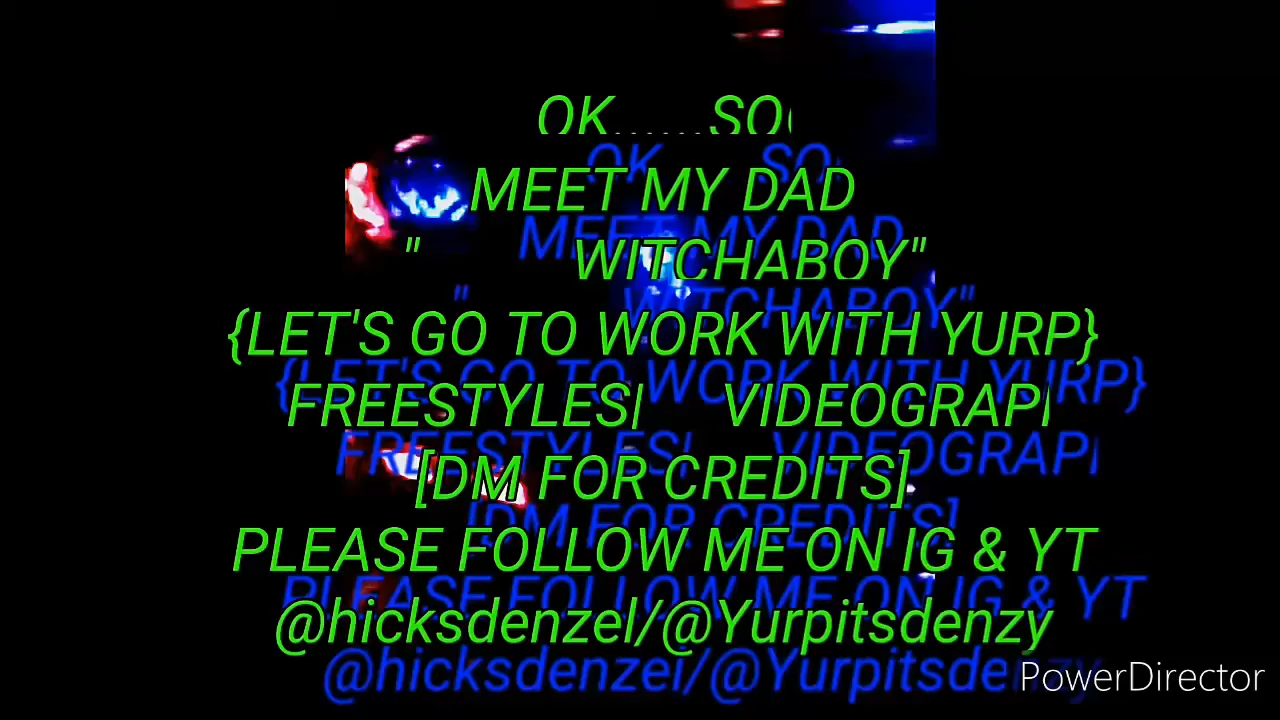 OK......SO
MEET MY DAD
" WITCHABOY"
{LET'S GO TO WORK WITH YURP}
FREESTYLES| VIDEOGRAP
[DM FOR CREDITS]
PLEASE FOLLOW ME ON IG & YT
@hicksdenzel/@Yurpitsdenzy
PowerDirector